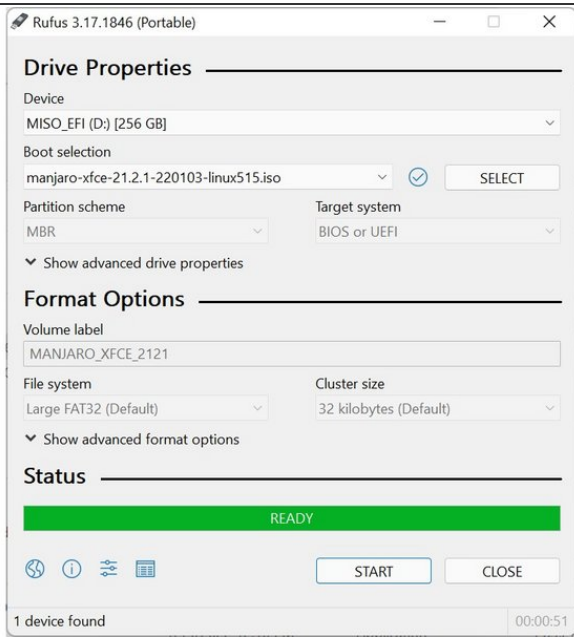 Rufus 3.17.1846 (Portable)
Drive Properties
Device
MISO_EFI (D:) [256 GB]
Boot selection
manjaro-xfce-21.2.1-220103-linux515.iso SELECT
Partition scheme Target system
MBR BIOS or UEFI
Show advanced drive properties
Format Options
Volume label
MANJARO_XFCE_2121
File system Cluster size
Large FAT32 (Default) 32 kilobytes (Default)
Show advanced format options
Status
READY
START CLOSE
1 device found 00:00:51